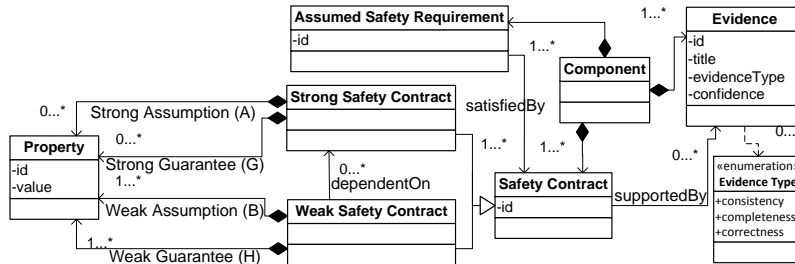 Assumed Safety Requirement
-id
1...*
Evidence
-id
-title
-evidenceType
-confidence
1...*
Component
Strong Safety Contract
satisfiedBy
0...*
Strong Assumption (A)
0...*
Property
-id
-value
Strong Guarantee (G)
1...*
Weak Assumption (B)
0...*
dependentOn
Weak Safety Contract
1...*
Weak Guarantee (H)
1...*
1...*
Safety Contract
-id
supportedBy
0...*
0...
«enumeration»
Evidence Type
+consistency
+completeness
+correctness